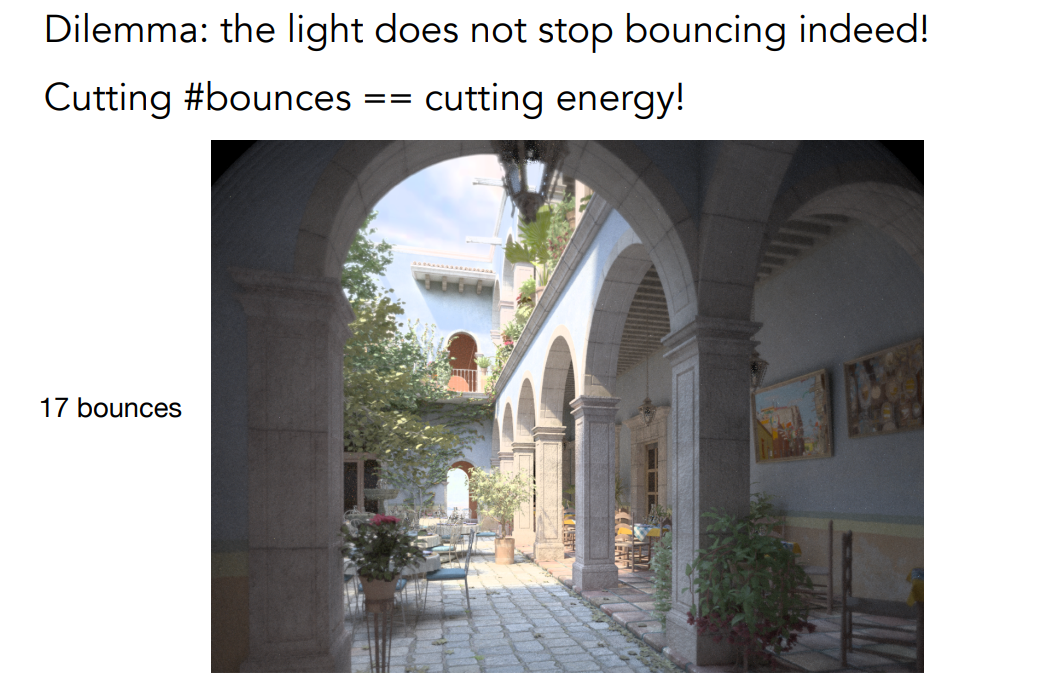 Dilemma: the light does not stop bouncing indeed!
Cutting #bounces == cutting energy!
17 bounces